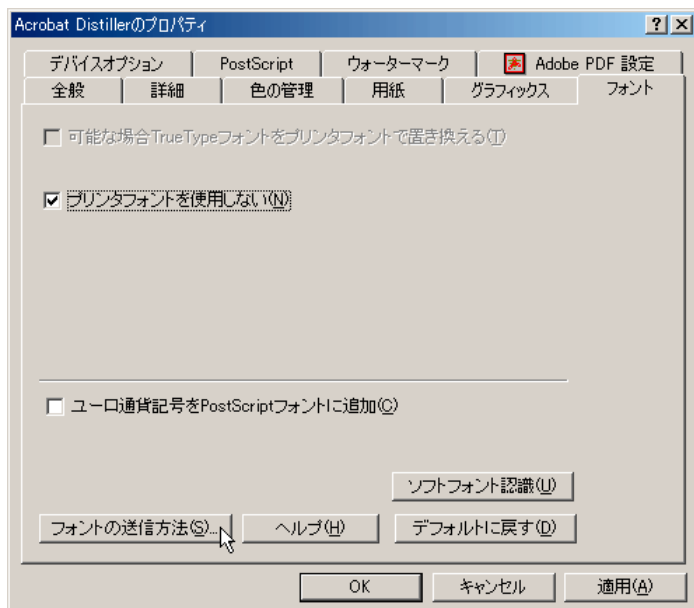 Acrobat Distillerのプロパティ
デバイスオプション PostScript ウォーターマーク Adobe PDF 設定
全般 詳細 色の管理 用紙 グラフィックス フォント
可能な場合TrueTypeフォントをプリンタフォントで置き換える(T)
プリンタフォントを使用しない(N)
ユーロ通貨記号をPostScriptフォントに追加(C)
ソフトフォント認識(U)
フォントの送信方法(S)... ヘルプ(H) デフォルトに戻す(D)
OK キャンセル 適用(A)